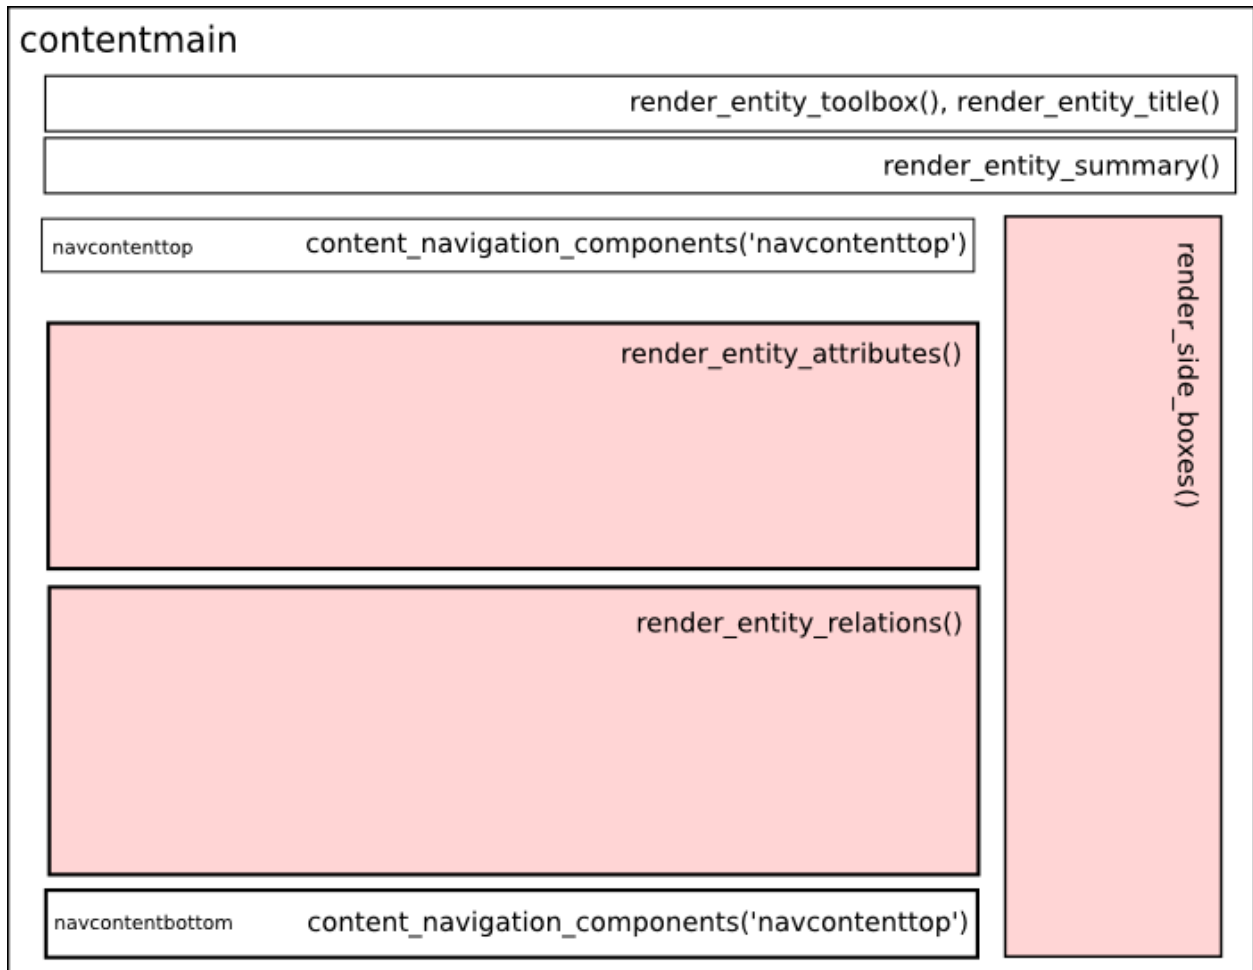 contentmain
render_entity_toolbox(), render_entity_title()
render_entity_summary()
navcontenttop content_navigation_components('navcontenttop')
render_side_boxes()
render_entity_attributes()
render_entity_relations()
navcontentbottom content_navigation_components('navcontenttop')